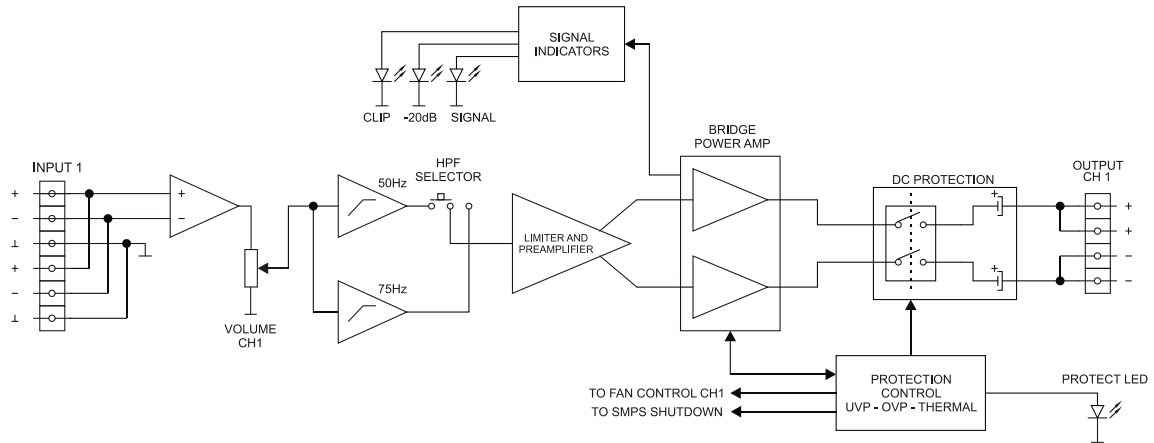 SIGNAL
INDICATORS
CLIP
-20dB
SIGNAL
BRIDGE
POWER AMP
INPUT 1
HPF
SELECTOR
50Hz
DC PROTECTION
OUTPUT
CH 1
+
−
⊥
+
−
⊥
+
−
LIMITER AND
PREAMPLIFIER
+
+
+
+
−
−
75Hz
VOLUME
CH1
TO FAN CONTROL CH1
TO SMPS SHUTDOWN
PROTECTION
CONTROL
UVP - OVP - THERMAL
PROTECT LED